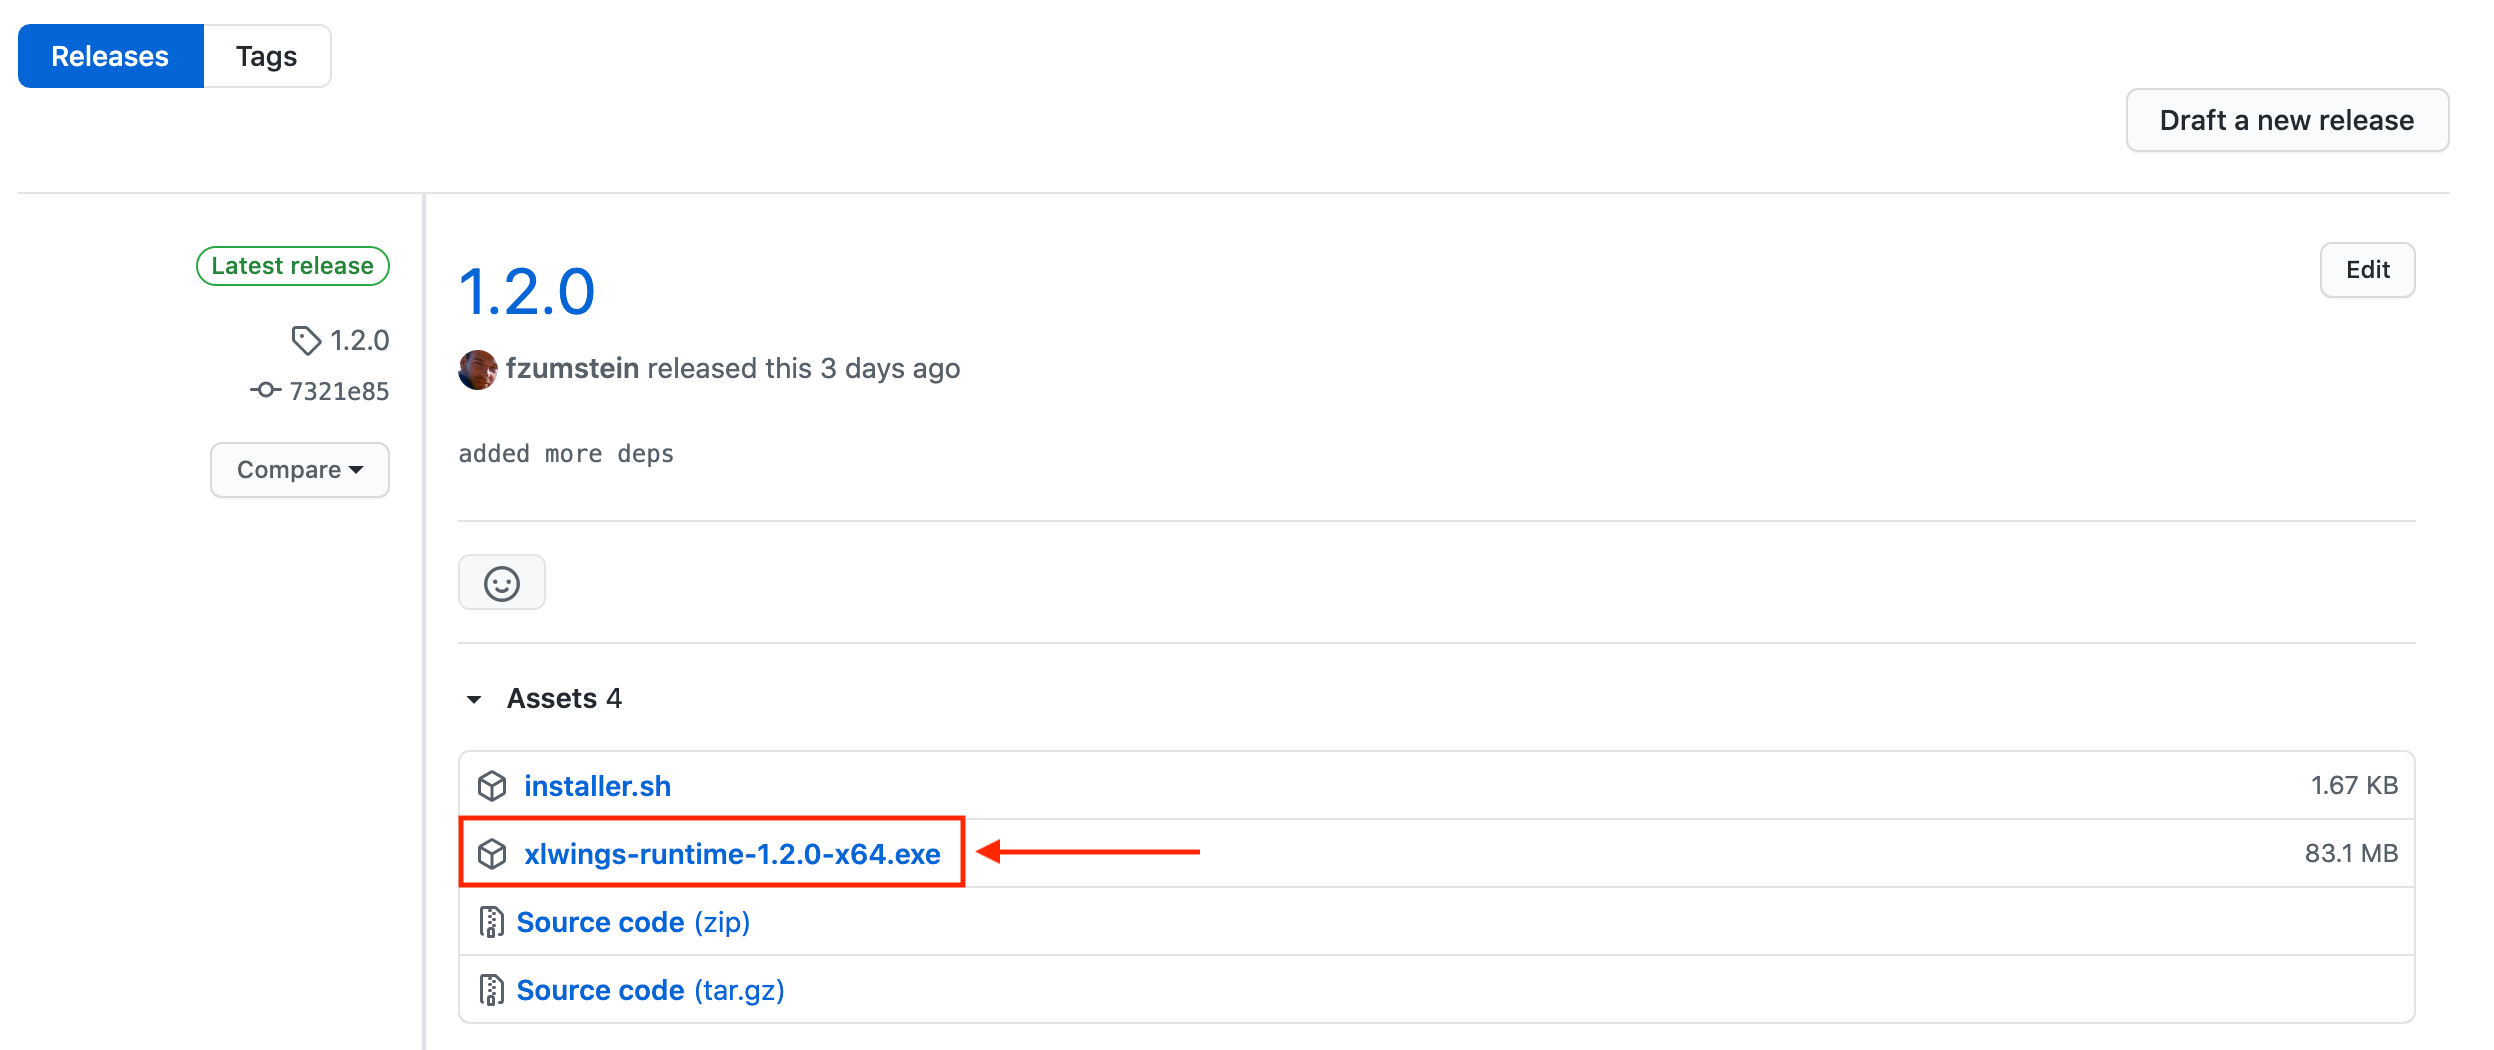 Releases Tags
Draft a new release
Latest release
1.2.0
7321e85
Compare
1.2.0
Edit
fzumstein released this 3 days ago
added more deps
Assets 4
installer.sh 1.67 KB
xlwings-runtime-1.2.0-x64.exe 83.1 MB
Source code (zip)
Source code (tar.gz)